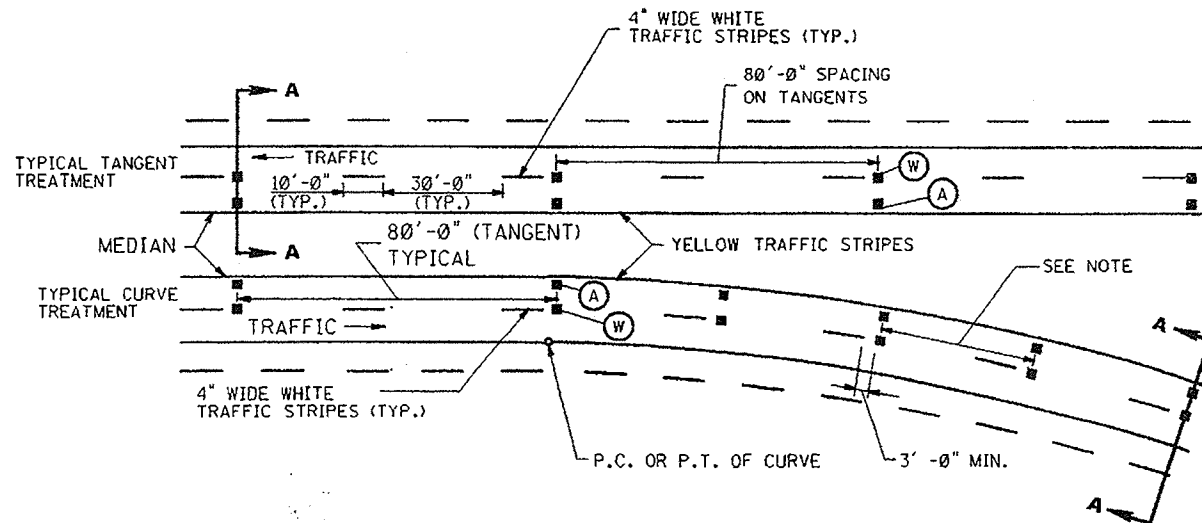 4" WIDE WHITE
TRAFFIC STRIPES (TYP.)
80'-0" SPACING
ON TANGENTS
A
TYPICAL TANGENT
TREATMENT
TRAFFIC
W
10'-0"
(TYP.)
30'-0"
(TYP.)
A
MEDIAN
A
80'-0" (TANGENT)
TYPICAL
YELLOW TRAFFIC STRIPES
SEE NOTE
TYPICAL CURVE
TREATMENT
A
W
TRAFFIC
A
4" WIDE WHITE
TRAFFIC STRIPES (TYP.)
P.C. OR P.T. OF CURVE
3' -0" MIN.
A